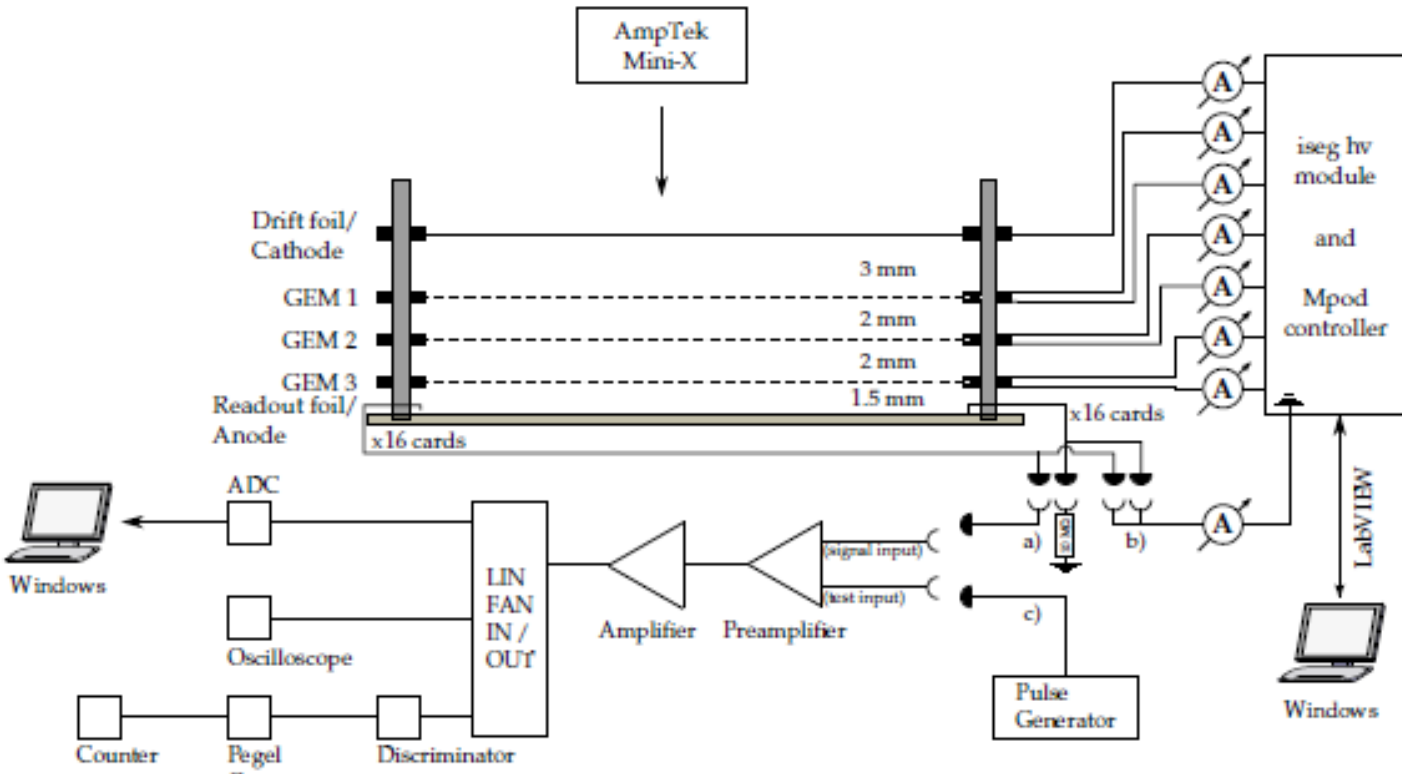 AmpTek
Mini-X
A
A
A
A
A
A
A
iseg hv
module
and
Mpod
controller
Drift foil/
Cathode
3 mm
GEM 1
2 mm
GEM 2
2 mm
GEM 3
1.5 mm
Readout foil/
Anode
x16 cards
x16 cards
ADC
Windows
LIN
FAN
IN /
OUT
Oscilloscope
Counter
Pegel
Discriminator
Amplifier
Preamplifier
(signal input)
(test input)
a)
b)
c)
A
Pulse
Generator
LabVIEW
Windows